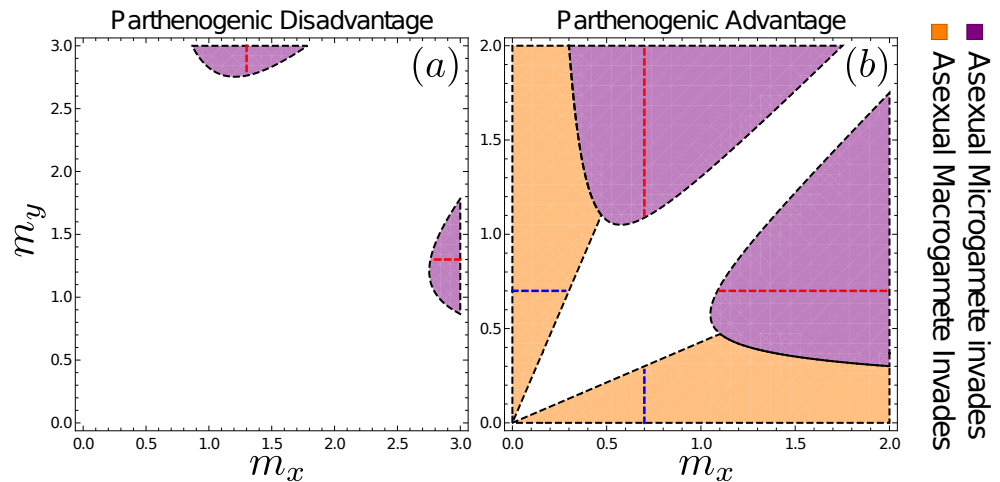 Parthenogenic Disadvantage
Parthenogenic Advantage
(a)
(b)
3.0
2.5
2.0
1.5
1.0
0.5
0.0
m_y
0.0 0.5 1.0 1.5 2.0 2.5 3.0
m_x
2.0
1.5
1.0
0.5
0.0
0.0 0.5 1.0 1.5 2.0
m_x
Asexual Microgamete invades
Asexual Macrogamete Invades